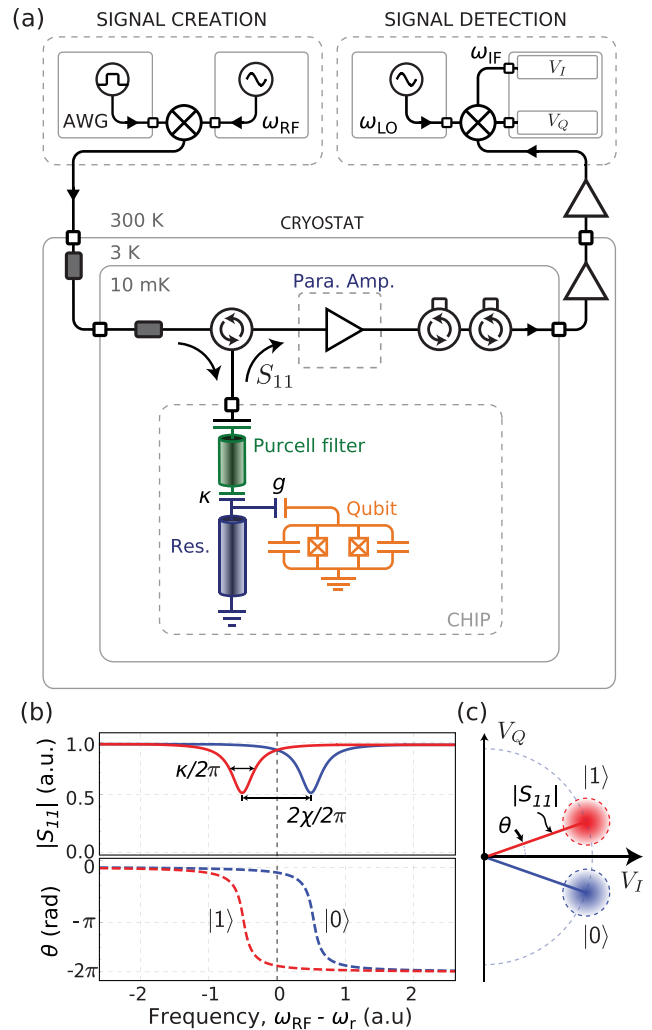 (a)
SIGNAL CREATION
SIGNAL DETECTION
AWG
ω_RF
ω_LO
ω_IF
V_I
V_Q
300 K
CRYOSTAT
3 K
10 mK
Para. Amp.
S_11
Purcell filter
κ
g
Qubit
Res.
CHIP
(b)
|S_11| (a.u.)
1.0
0.5
0.0
κ/2π
2χ/2π
θ (rad)
0
-π
-2π
|1⟩
|0⟩
-2 -1 0 1 2
Frequency, ω_RF - ω_r (a.u)
(c)
V_Q
|1⟩
|S_11|
θ
V_I
|0⟩